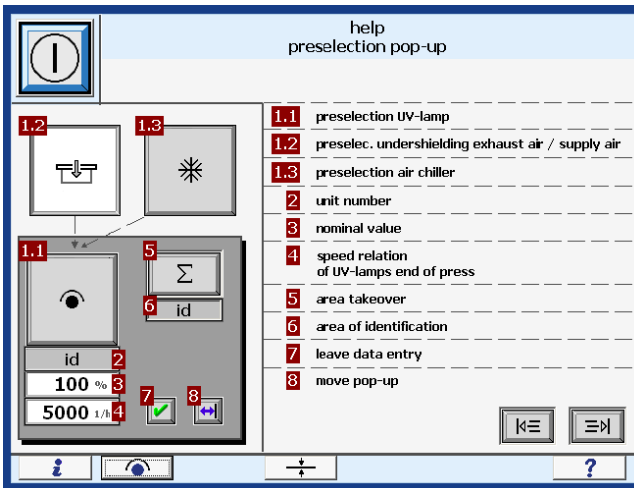 help
preselection pop-up
1.1 preselection UV-lamp
1.2 preselec. undershielding exhaust air / supply air
1.3 preselection air chiller
2 unit number
3 nominal value
4 speed relation
of UV-lamps end of press
5 area takeover
6 area of identification
7 leave data entry
8 move pop-up
1.2
1.3
1.1
5
Σ
6 id
id 2
100 % 3
5000 1/h 4
7
8
i
?